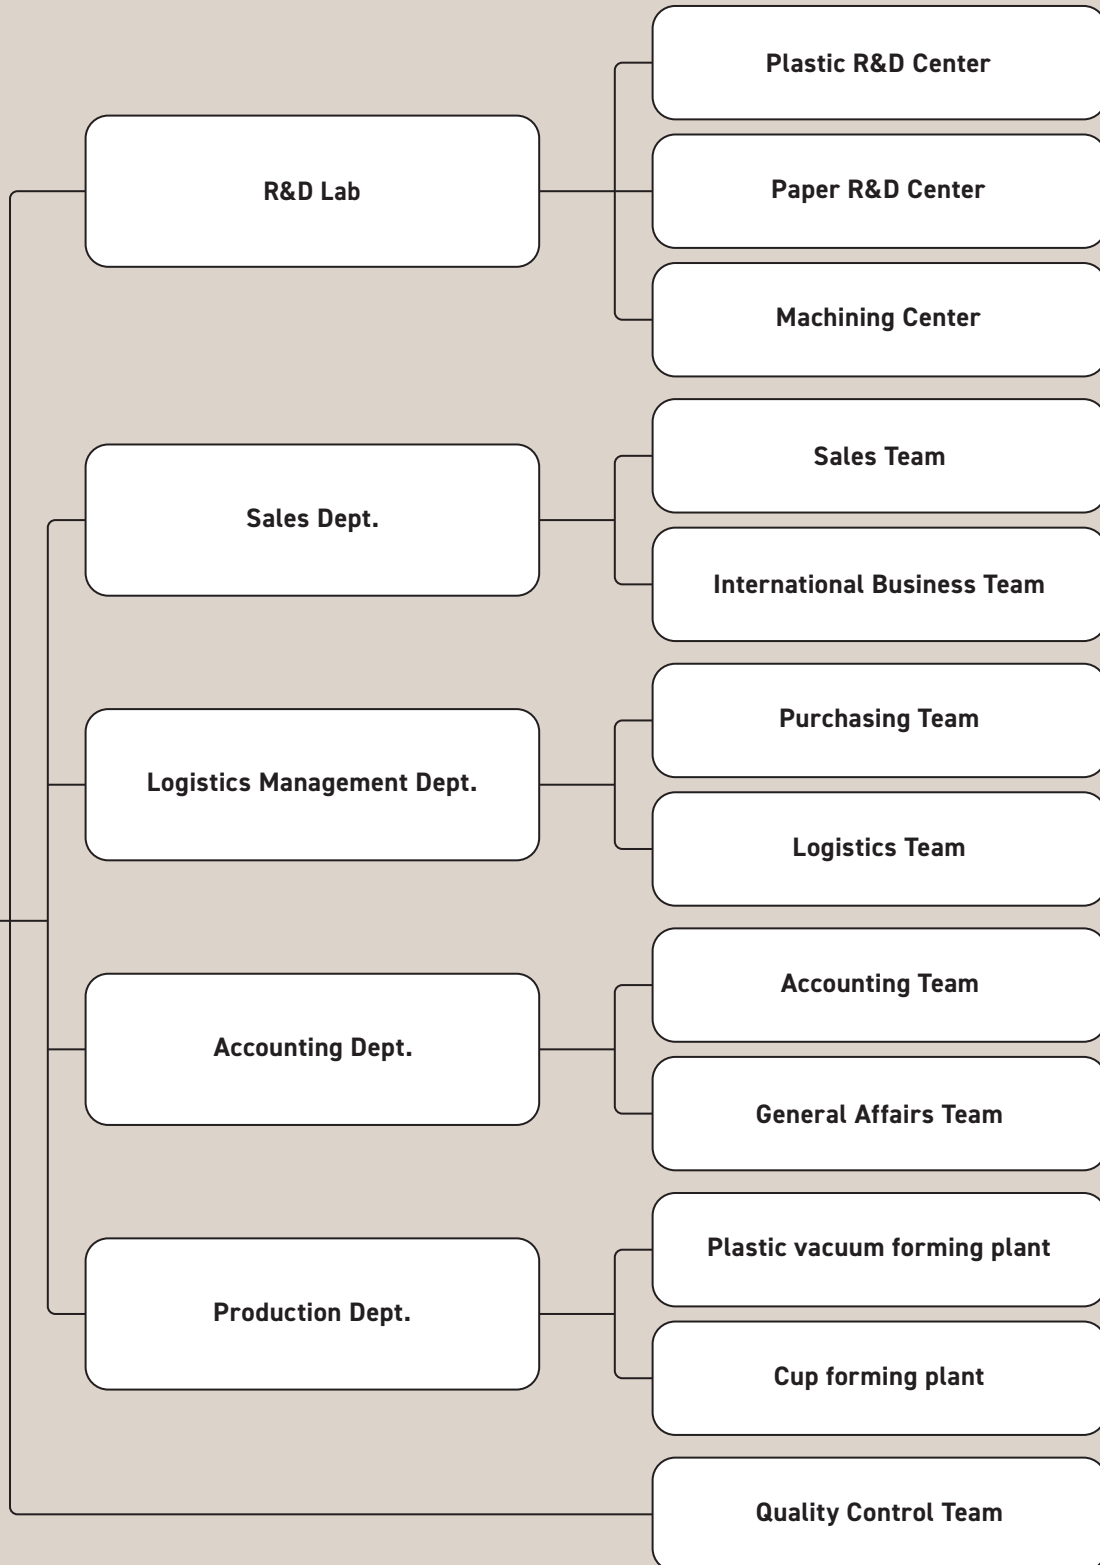 R&D Lab
Plastic R&D Center
Paper R&D Center
Machining Center
Sales Dept.
Sales Team
International Business Team
Logistics Management Dept.
Purchasing Team
Logistics Team
Accounting Dept.
Accounting Team
General Affairs Team
Production Dept.
Plastic vacuum forming plant
Cup forming plant
Quality Control Team